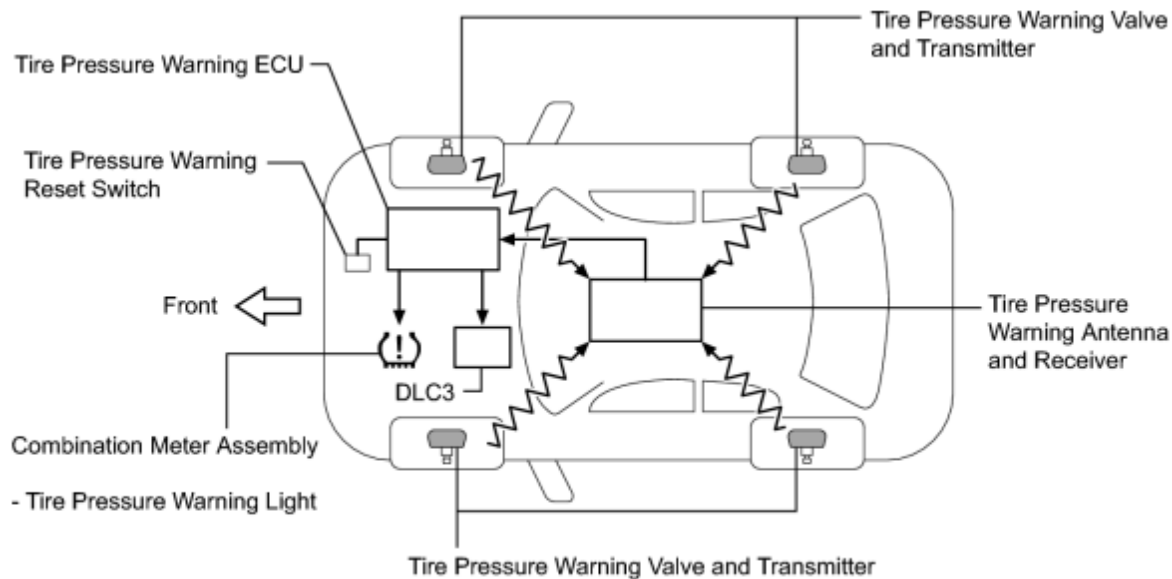 Tire Pressure Warning Valve
and Transmitter
Tire Pressure Warning ECU
Tire Pressure Warning
Reset Switch
Front
Tire Pressure
Warning Antenna
and Receiver
DLC3
Combination Meter Assembly
- Tire Pressure Warning Light
Tire Pressure Warning Valve and Transmitter